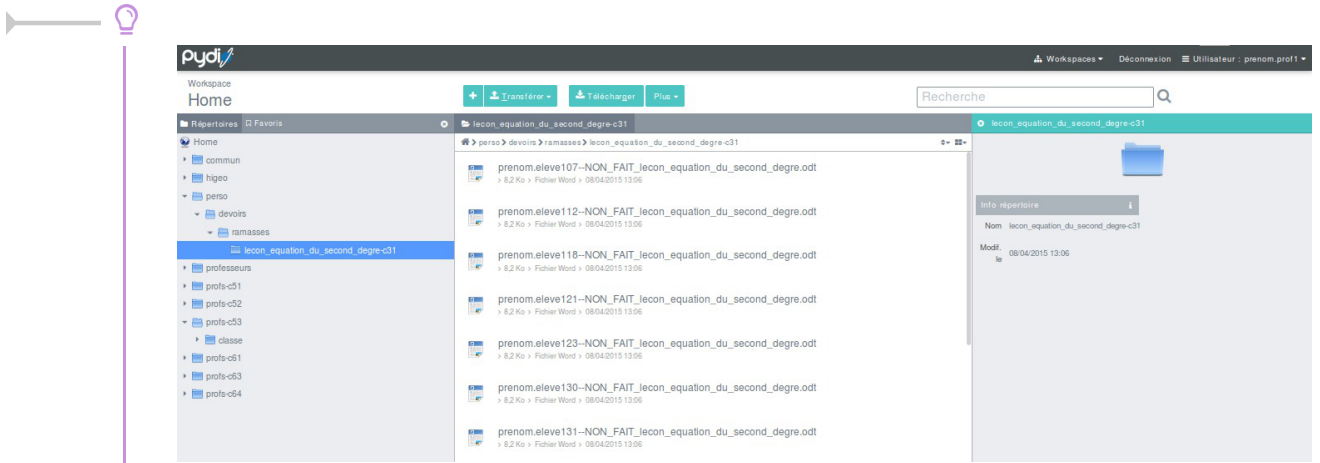 pydi
Workspaces
Déconnexion
Utilisateur : prenom.prof1
Workspace
Home
Transférer
Télécharger
Plus
Recherche
Répertoires
Favoris
lecon_equation_du_second_degre-c31
lecon_equation_du_second_degre-c31
Home
commun
higeo
perso
devoirs
ramasses
lecon_equation_du_second_degre-c31
professeurs
profs-c51
profs-c52
profs-c53
classe
profs-c61
profs-c63
profs-c64
perso > devoirs > ramasses > lecon_equation_du_second_degre-c31
prenom.eleve107--NON_FAIT_lecon_equation_du_second_degre.odt
> 8,2 Ko > Fichier Word > 08/04/2015 13:06
prenom.eleve112--NON_FAIT_lecon_equation_du_second_degre.odt
> 8,2 Ko > Fichier Word > 08/04/2015 13:06
prenom.eleve118--NON_FAIT_lecon_equation_du_second_degre.odt
> 8,2 Ko > Fichier Word > 08/04/2015 13:06
prenom.eleve121--NON_FAIT_lecon_equation_du_second_degre.odt
> 8,2 Ko > Fichier Word > 08/04/2015 13:06
prenom.eleve123--NON_FAIT_lecon_equation_du_second_degre.odt
> 8,2 Ko > Fichier Word > 08/04/2015 13:06
prenom.eleve130--NON_FAIT_lecon_equation_du_second_degre.odt
> 8,2 Ko > Fichier Word > 08/04/2015 13:06
prenom.eleve131--NON_FAIT_lecon_equation_du_second_degre.odt
> 8,2 Ko > Fichier Word > 08/04/2015 13:06
Info répertoire
Nom lecon_equation_du_second_degre-c31
Modif. le 08/04/2015 13:06